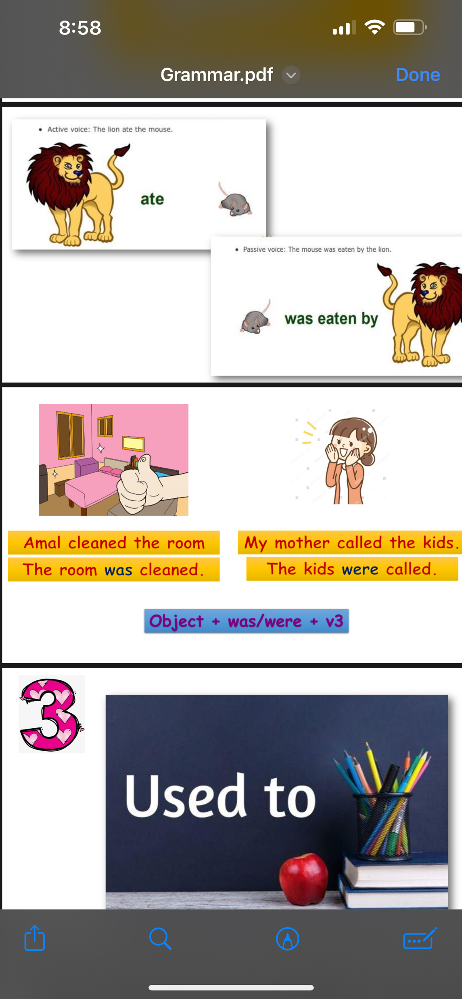 8:58
Grammar.pdf
Done
• Active voice: The lion ate the mouse.
ate
• Passive voice: The mouse was eaten by the lion.
was eaten by
Amal cleaned the room
The room was cleaned.
My mother called the kids.
The kids were called.
Object + was/were + v3
3
Used to